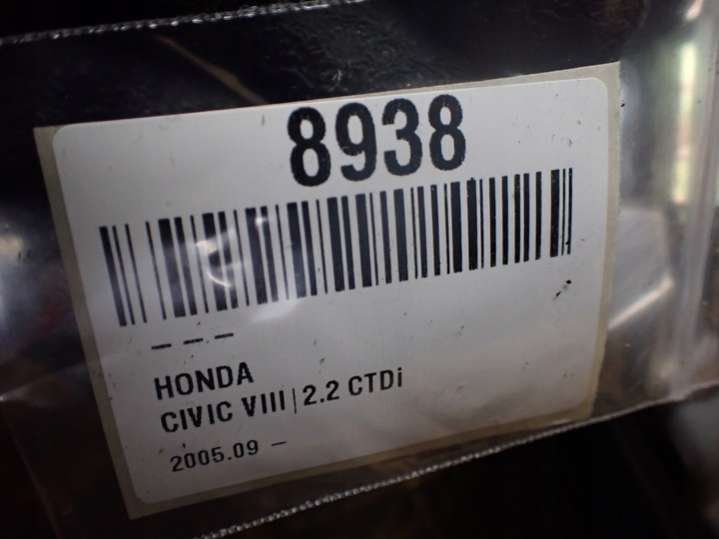 8938
– – –
HONDA
CIVIC VIII|2.2 CTDi
2005.09 –